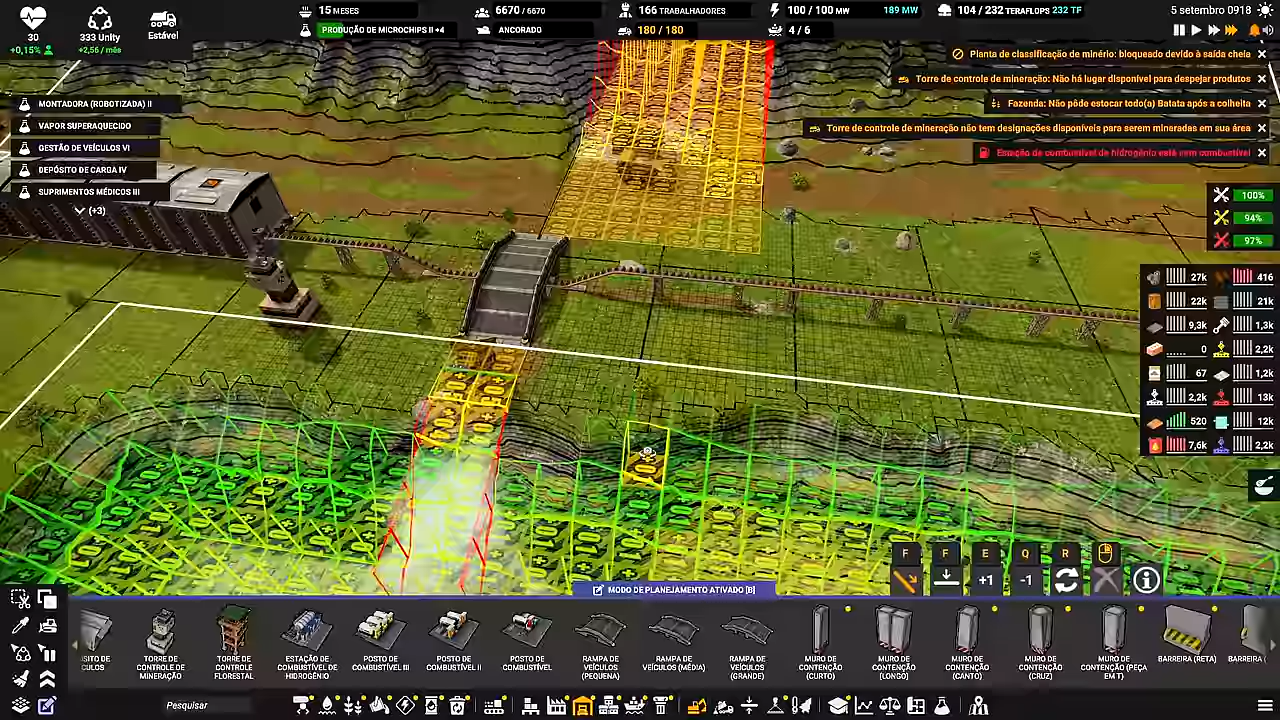 30
+0,15%
333 Unity
+2,56 / mês
Estável
15 MESES
PRODUÇÃO DE MICROCHIPS II +4
6670 / 6670
ANCORADO
166 TRABALHADORES
180 / 180
100 / 100 MW
189 MW
4 / 6
104 / 232 TERAFLOPS
232 TF
5 setembro 0918
Planta de classificação de minério: bloqueado devido à saída cheia
Torre de controle de mineração: Não há lugar disponível para despejar produtos
Fazenda: Não pôde estocar todo(a) Batata após a colheita
Torre de controle de mineração não tem designações disponíveis para serem mineradas em sua área
Estação de combustível de hidrogênio está sem combustível
MONTADORA (ROBOTIZADA) II
VAPOR SUPERAQUECIDO
GESTÃO DE VEÍCULOS VI
DEPÓSITO DE CARGA IV
SUPRIMENTOS MÉDICOS III
(+3)
100%
94%
97%
27k 416
22k 21k
9,3k 1,3k
0 2,2k
67 1,2k
2,2k 13k
520 12k
7,6k 2,2k
F F E Q R
+1 -1
MODO DE PLANEJAMENTO ATIVADO [B]
TORRE DE CONTROLE DE MINERAÇÃO
TORRE DE CONTROLE FLORESTAL
ESTAÇÃO DE COMBUSTÍVEL DE HIDROGÊNIO
POSTO DE COMBUSTÍVEL III
POSTO DE COMBUSTÍVEL II
POSTO DE COMBUSTÍVEL
RAMPA DE VEÍCULOS (PEQUENA)
RAMPA DE VEÍCULOS (MÉDIA)
RAMPA DE VEÍCULOS (GRANDE)
MURO DE CONTENÇÃO (CURTO)
MURO DE CONTENÇÃO (LONGO)
MURO DE CONTENÇÃO (CANTO)
MURO DE CONTENÇÃO (CRUZ)
MURO DE CONTENÇÃO (PEÇA EM T)
BARREIRA (RETA)
BARREIRA (
Pesquisar